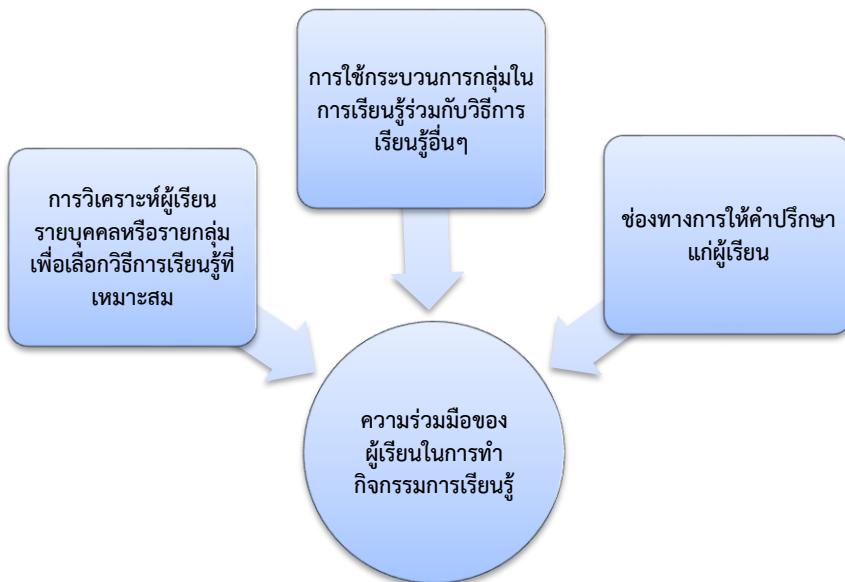 การใช้กระบวนการกลุ่มใน
การเรียนรู้ร่วมกับวิธีการ
เรียนรู้อื่นๆ
การวิเคราะห์ผู้เรียน
รายบุคคลหรือรายกลุ่ม
เพื่อเลือกวิธีการเรียนรู้ที่
เหมาะสม
ช่องทางการให้คำปรึกษา
แก่ผู้เรียน
ความร่วมมือของ
ผู้เรียนในการทำ
กิจกรรมการเรียนรู้